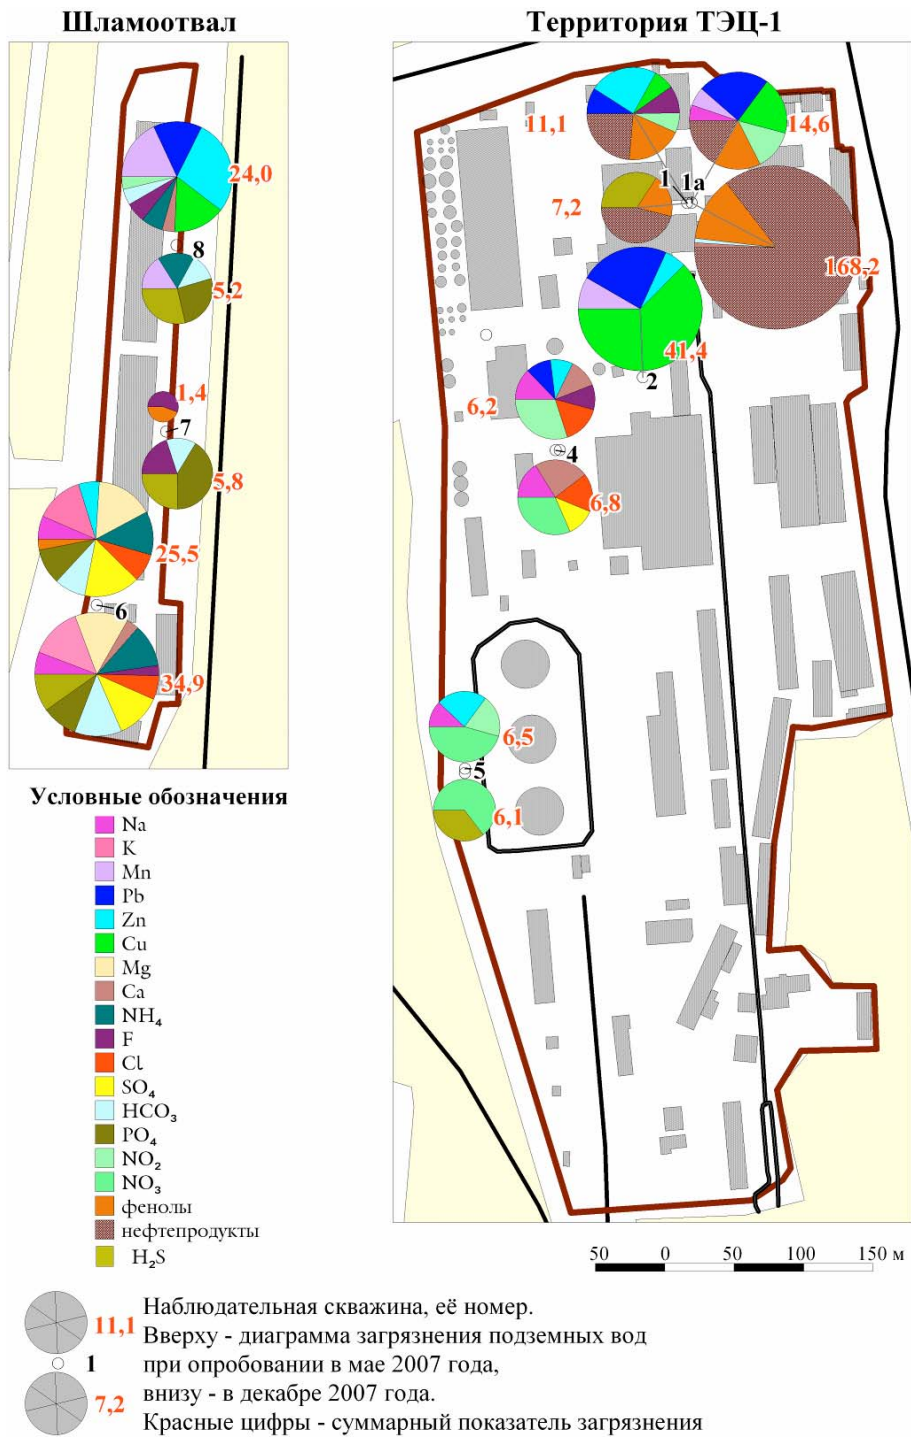 Шламоотвал
Территория ТЭЦ-1
24,0
8
5,2
1,4
7
5,8
25,5
6
34,9
11,1
14,6
1
1а
7,2
168,2
41,4
2
6,2
4
6,8
6,5
5
6,1
Условные обозначения
Na
K
Mn
Pb
Zn
Cu
Mg
Ca
NH₄
F
Cl
SO₄
HCO₃
PO₄
NO₂
NO₃
фенолы
нефтепродукты
H₂S
50 0 50 100 150 м
11,1
1
7,2
Наблюдательная скважина, её номер.
Вверху - диаграмма загрязнения подземных вод
при опробовании в мае 2007 года,
внизу - в декабре 2007 года.
Красные цифры - суммарный показатель загрязнения